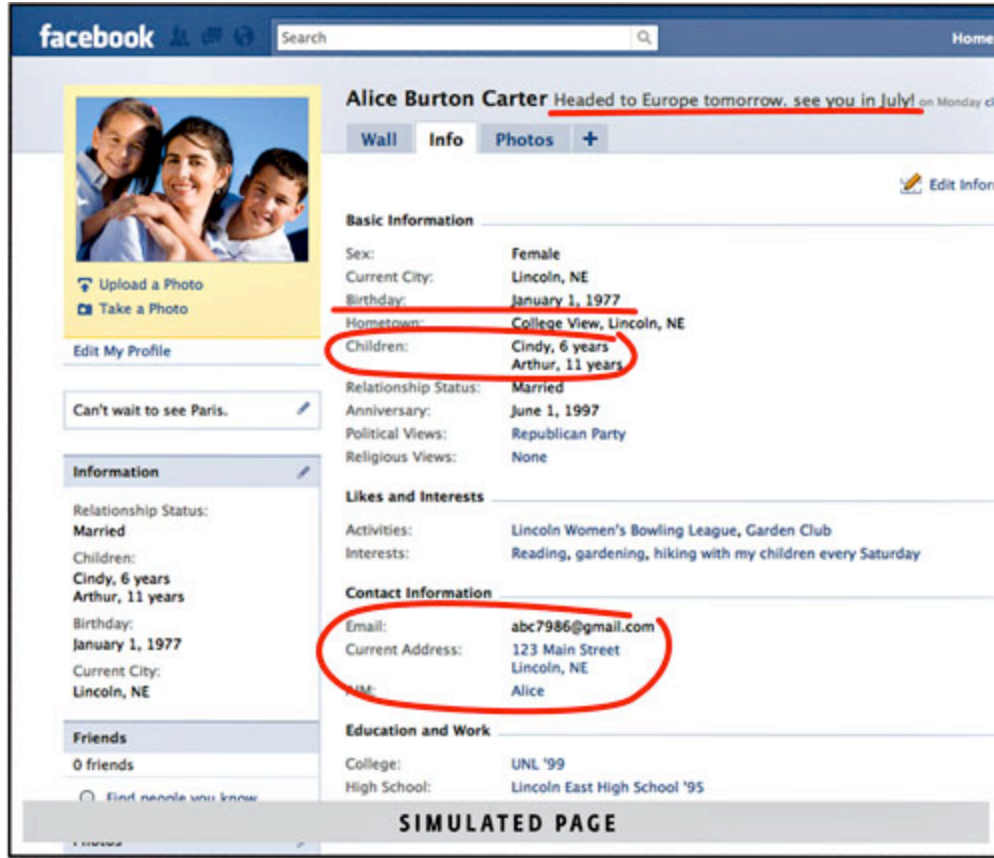 facebook
Search
Home
Alice Burton Carter Headed to Europe tomorrow. see you in July! on Monday
Wall Info Photos +
Edit Infor
Upload a Photo
Take a Photo
Edit My Profile
Can't wait to see Paris.
Information
Relationship Status:
Married
Children:
Cindy, 6 years
Arthur, 11 years
Birthday:
January 1, 1977
Current City:
Lincoln, NE
Friends
0 friends
Find people you know
Photos
Basic Information
Sex: Female
Current City: Lincoln, NE
Birthday: January 1, 1977
Hometown: College View, Lincoln, NE
Children: Cindy, 6 years
Arthur, 11 years
Relationship Status: Married
Anniversary: June 1, 1997
Political Views: Republican Party
Religious Views: None
Likes and Interests
Activities: Lincoln Women's Bowling League, Garden Club
Interests: Reading, gardening, hiking with my children every Saturday
Contact Information
Email: abc7986@gmail.com
Current Address: 123 Main Street
Lincoln, NE
Alice
Education and Work
College: UNL '99
High School: Lincoln East High School '95
SIMULATED PAGE